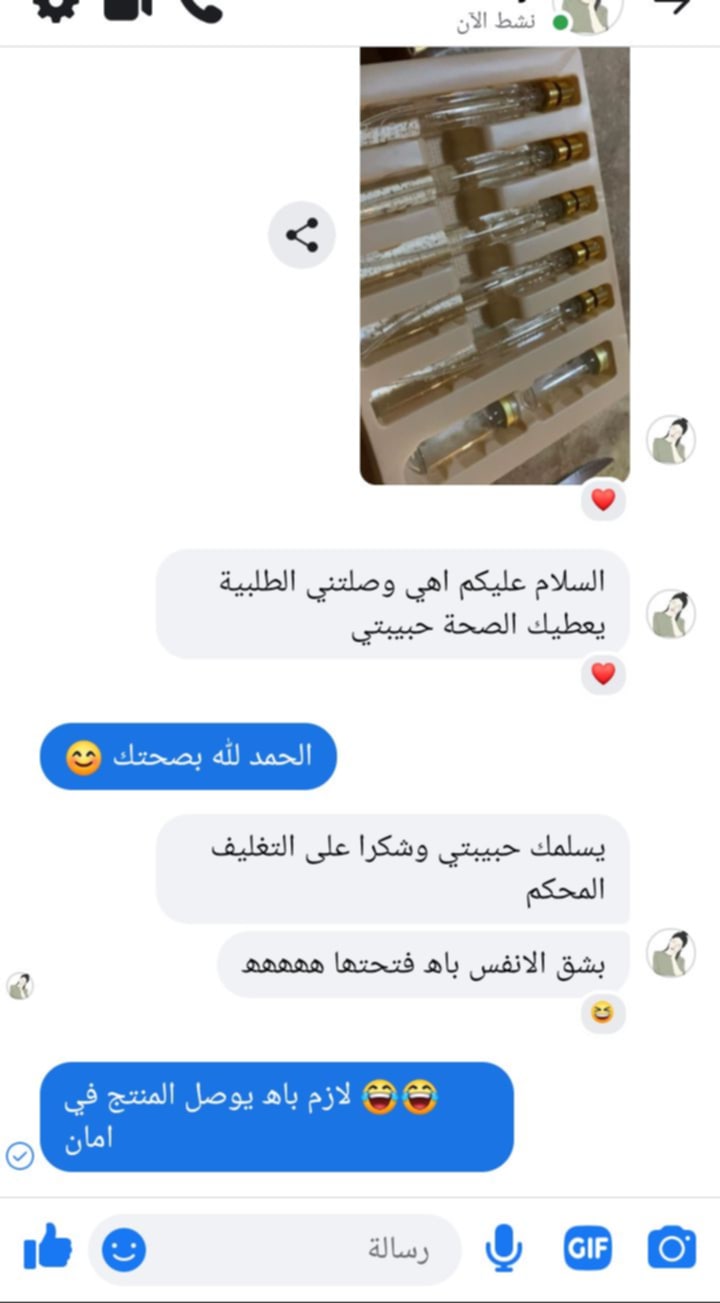 نشط الآن
السلام عليكم اهي وصلتني الطلبية
يعطيك الصحة حبيبتي
الحمد لله بصحتك 😊
يسلمك حبيبتي وشكرا على التغليف
المحكم
بشق الانفس باه فتحتها ههههه
😂😂 لازم باه يوصل المنتج في
امان
رسالة
GIF